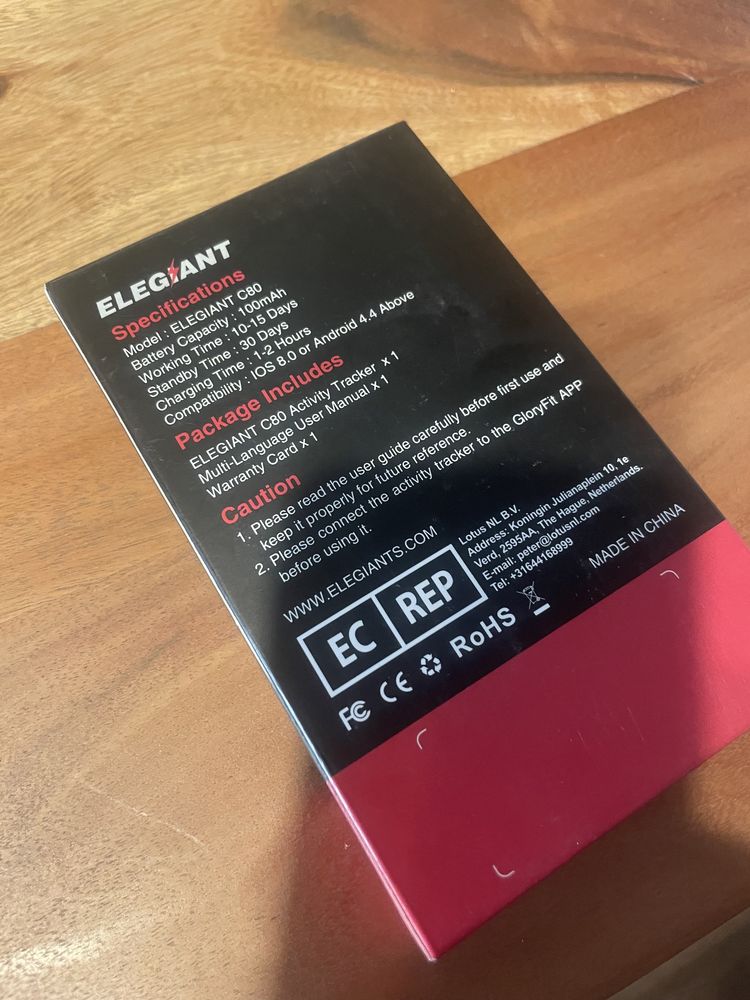 ELEGIANT
Specifications
Model : ELEGIANT C80
Battery Capacity : 100mAh
Working Time : 10-15 Days
Standby Time : 30 Days
Charging Time : 1-2 Hours
Compatibility : iOS 8.0 or Android 4.4 Above
Package Includes
ELEGIANT C80 Activity Tracker x 1
Multi-Language User Manual x 1
Warranty Card x 1
Caution
1. Please read the user guide carefully before first use and
keep it properly for future reference.
2. Please connect the activity tracker to the GloryFit APP
before using it.
WWW.ELEGIANTS.COM
EC REP
Lotus NL B.V.
Address: Koningin Julianaplein 10, 1e
Verd, 2595AA, The Hague, Netherlands.
E-mail: peter@lotusnl.com
Tel: +31644168999
FC CE RoHS
MADE IN CHINA